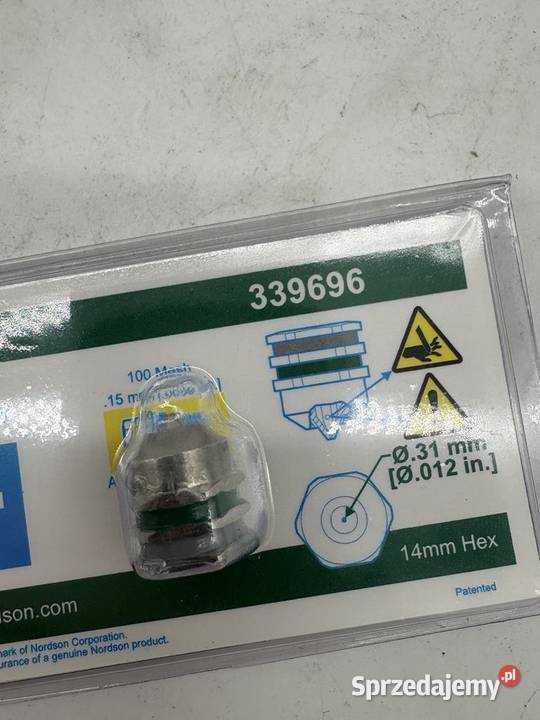 339696
100 Mesh
.15 mm
Ø.31 mm
[Ø.012 in.]
14mm Hex
son.com
Patented
mark of Nordson Corporation.
urance of a genuine Nordson product.
Sprzedajemy.pl